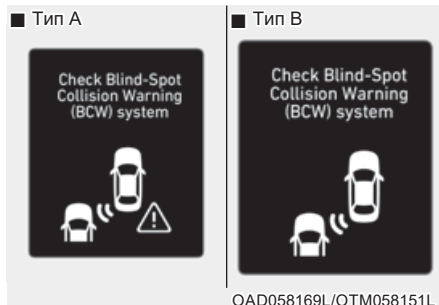 ■ Тип A
Check Blind-Spot
Collision Warning
(BCW) system
■ Тип B
Check Blind-Spot
Collision Warning
(BCW) system
OAD058169L/OTM058151L